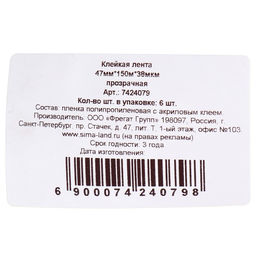 Клейкая лента
47мм*150м*38мкм
прозрачная
Арт.: 7424079
Кол-во шт. в упаковке: 6 шт.
Состав: пленка полипропиленовая с акриловым клеем.
Производитель: ООО «Фрегат Групп» 198097. Россия, г.
Санкт-Петербург, пр. Стачек, д. 47, лит. Т, 1-ый этаж, офис №103
www.sima-land.ru (на правах рекламы)
Срок годности: 3 года
Дата изготовления
6 900074 240798